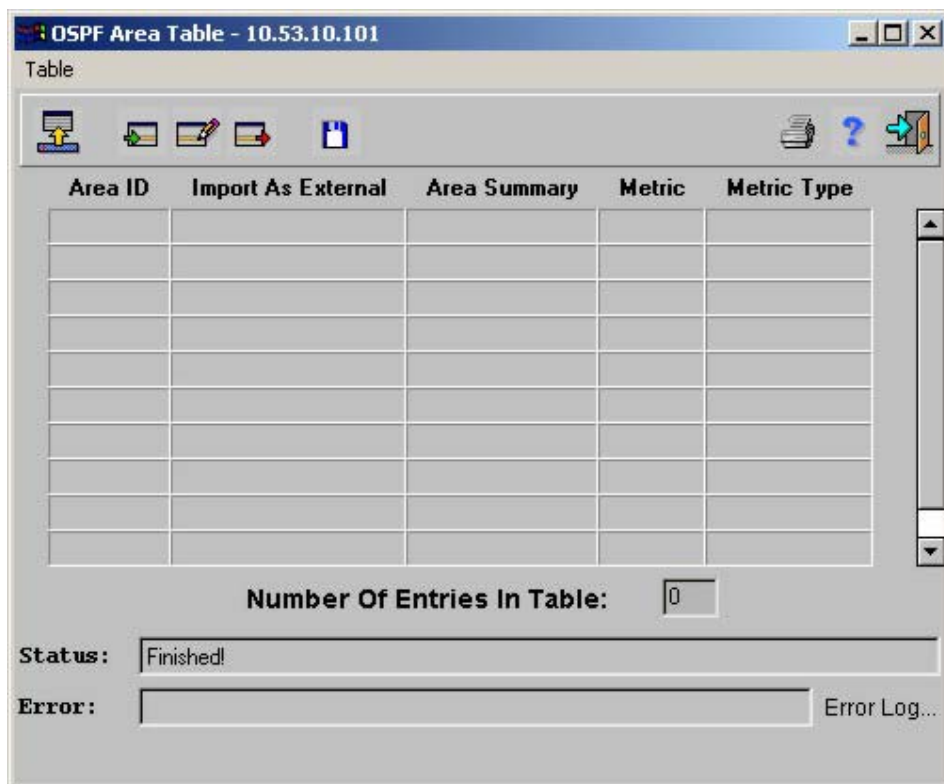 OSPF Area Table - 10.53.10.101
Table
Area ID Import As External Area Summary Metric Metric Type
Number Of Entries In Table: 0
Status: Finished!
Error: Error Log...